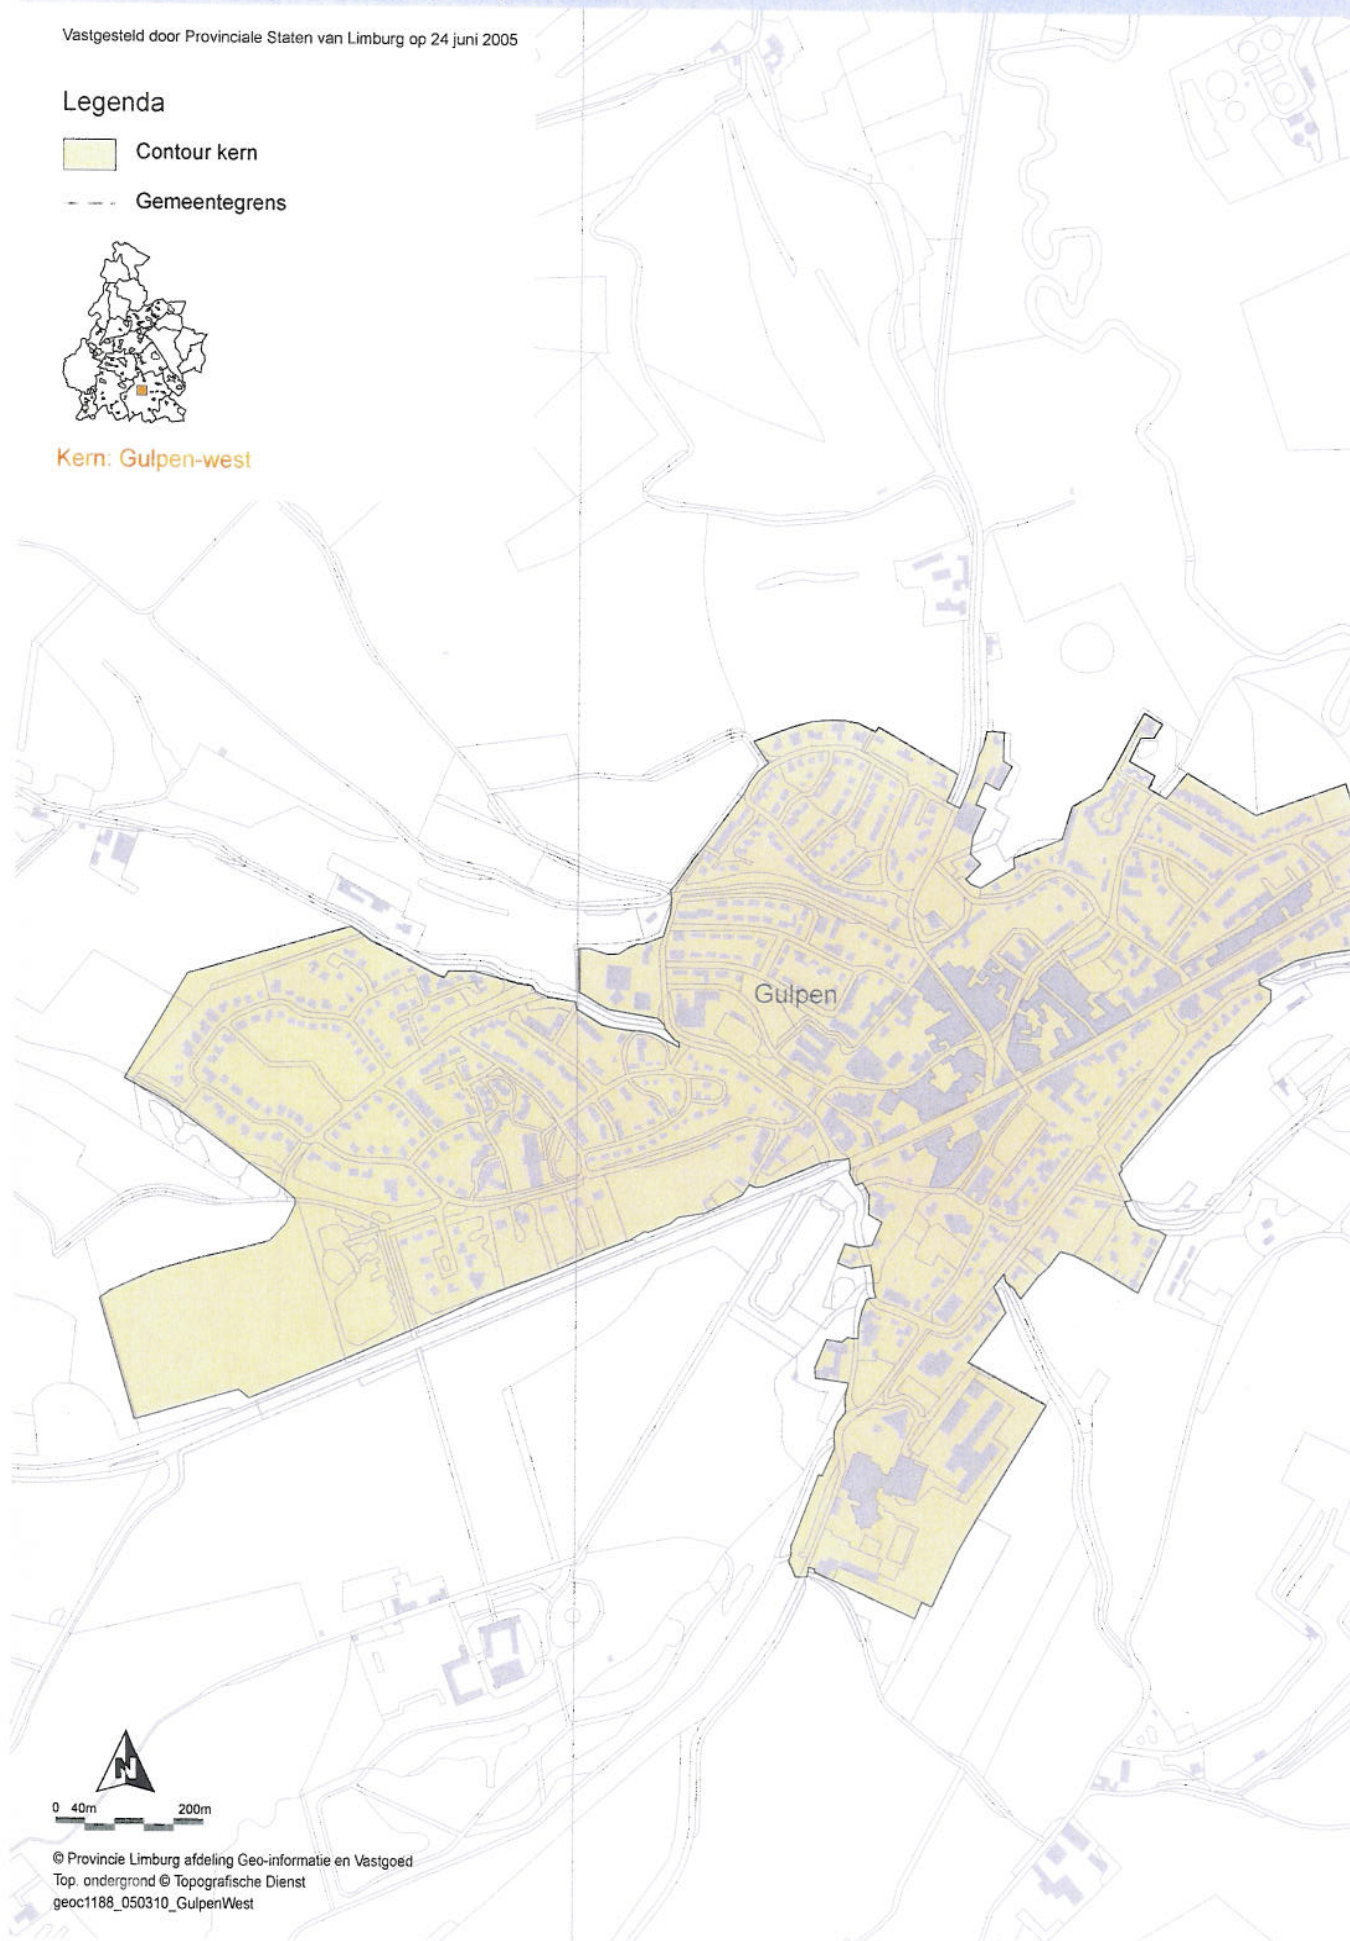 Vastgesteld door Provinciale Staten van Limburg op 24 juni 2005
Legenda
Contour kern
Gemeentegrens
Kern: Gulpen-west
Gulpen
N
0 40m 200m
© Provincie Limburg afdeling Geo-informatie en Vastgoed
Top. ondergrond © Topografische Dienst
geoc1188_050310_GulpenWest